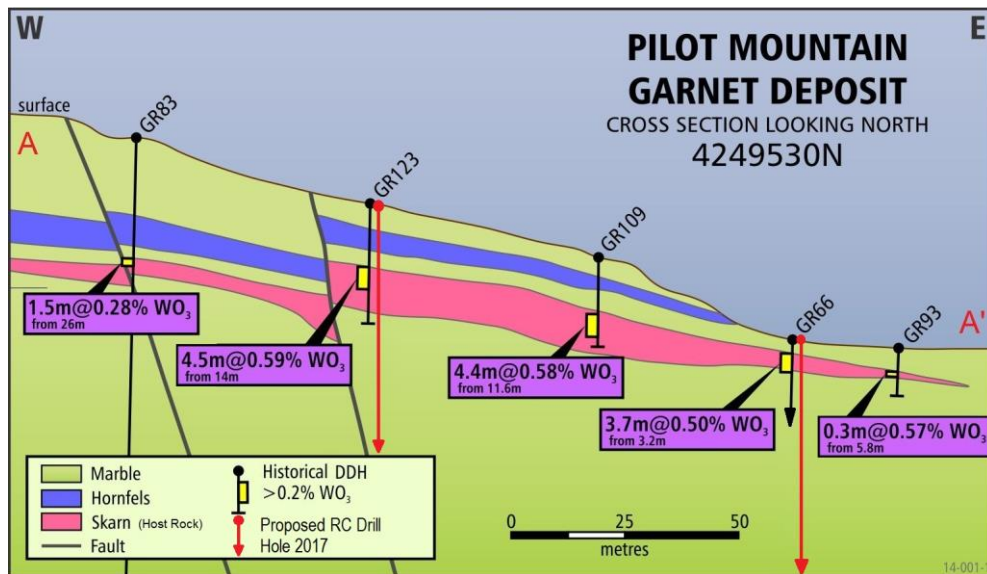 W
E
PILOT MOUNTAIN
GARNET DEPOSIT
CROSS SECTION LOOKING NORTH
4249530N
surface
A
GR83
GR123
GR109
GR66
GR93
A'
1.5m@0.28% WO₃
from 26m
4.5m@0.59% WO₃
from 14m
4.4m@0.58% WO₃
from 11.6m
3.7m@0.50% WO₃
from 3.2m
0.3m@0.57% WO₃
from 5.8m
Marble
Hornfels
Skarn (Host Rock)
Fault
Historical DDH
>0.2% WO₃
Proposed RC Drill
Hole 2017
0 25 50
metres